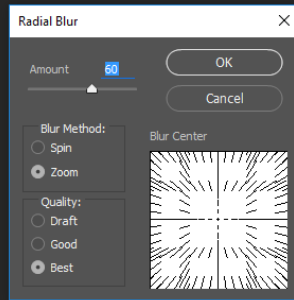 Radial Blur
Amount 60
OK
Cancel
Blur Method:
Spin
Zoom
Blur Center
Quality:
Draft
Good
Best